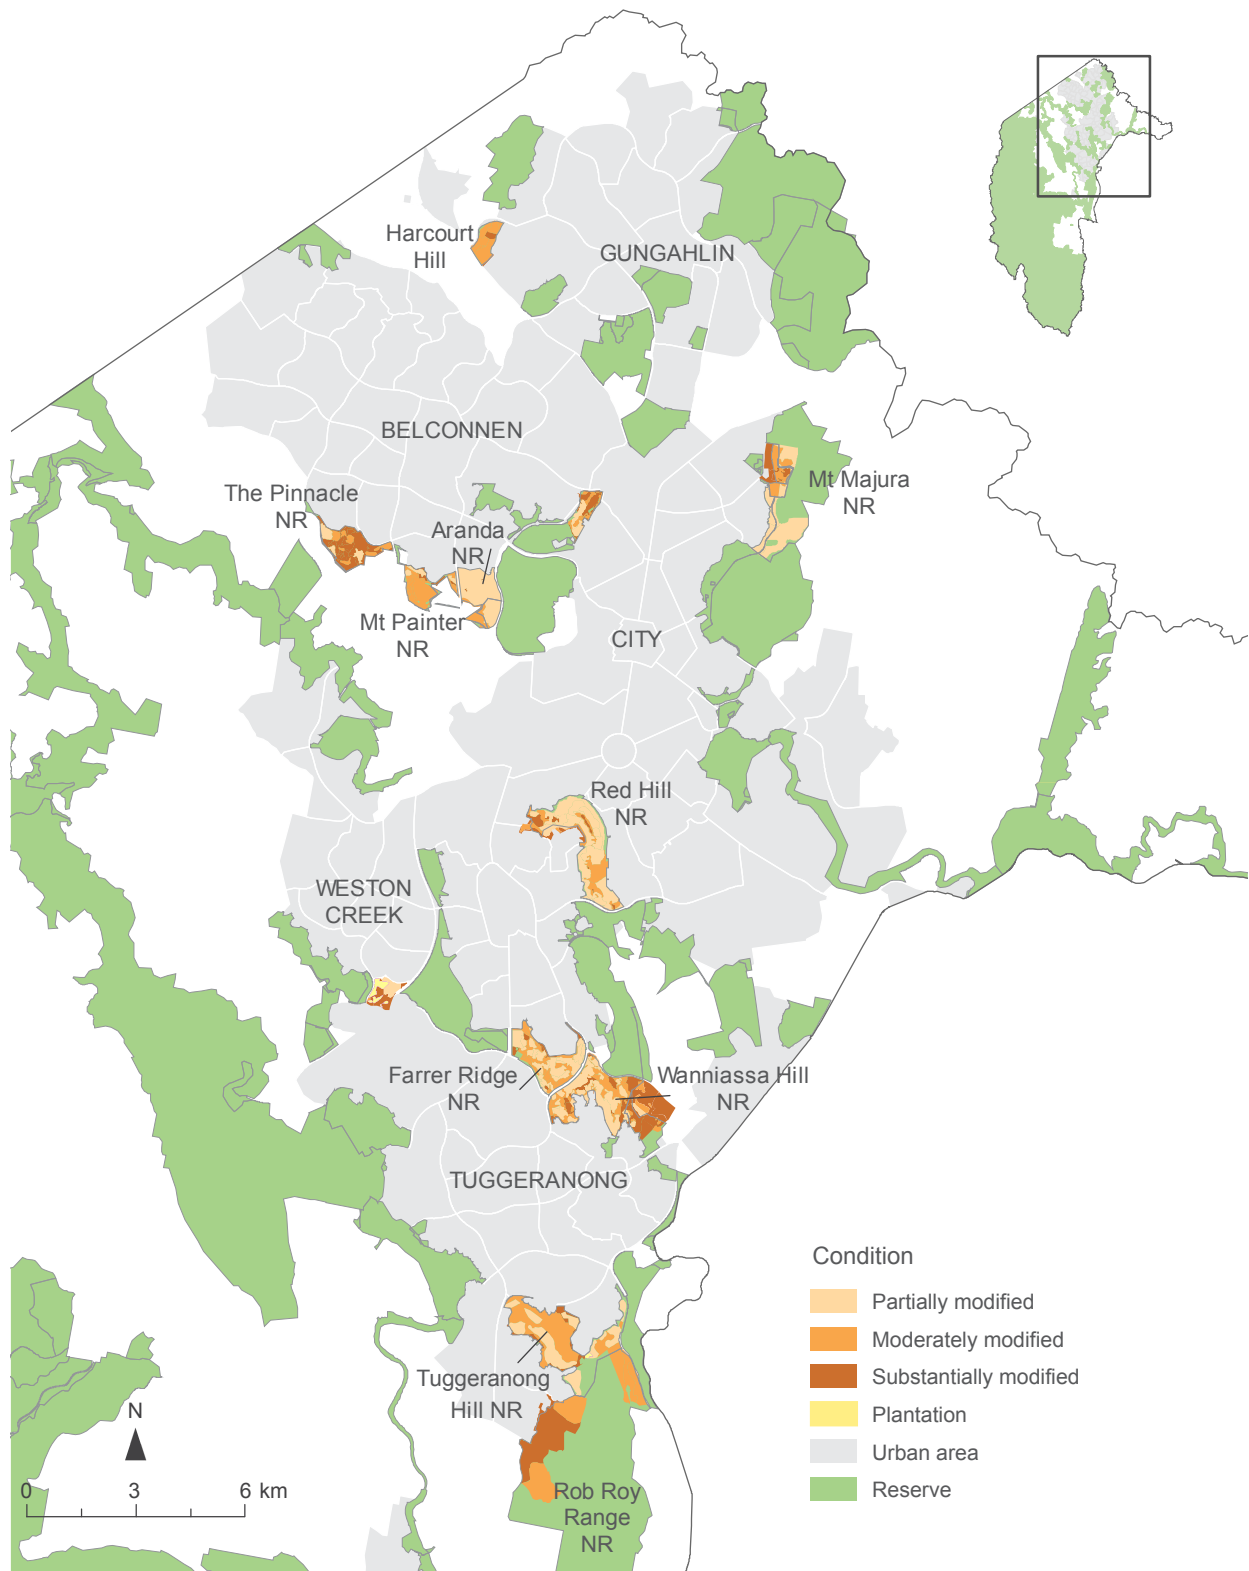 Harcourt
Hill
GUNGAHLIN
BELCONNEN
The Pinnacle
NR
Aranda
NR
Mt Majura
NR
Mt Painter
NR
CITY
Red Hill
NR
WESTON
CREEK
Farrer Ridge
NR
Wanniassa Hill
NR
TUGGERANONG
Tuggeranong
Hill NR
Rob Roy
Range
NR
N
0 3 6 km
Condition
Partially modified
Moderately modified
Substantially modified
Plantation
Urban area
Reserve